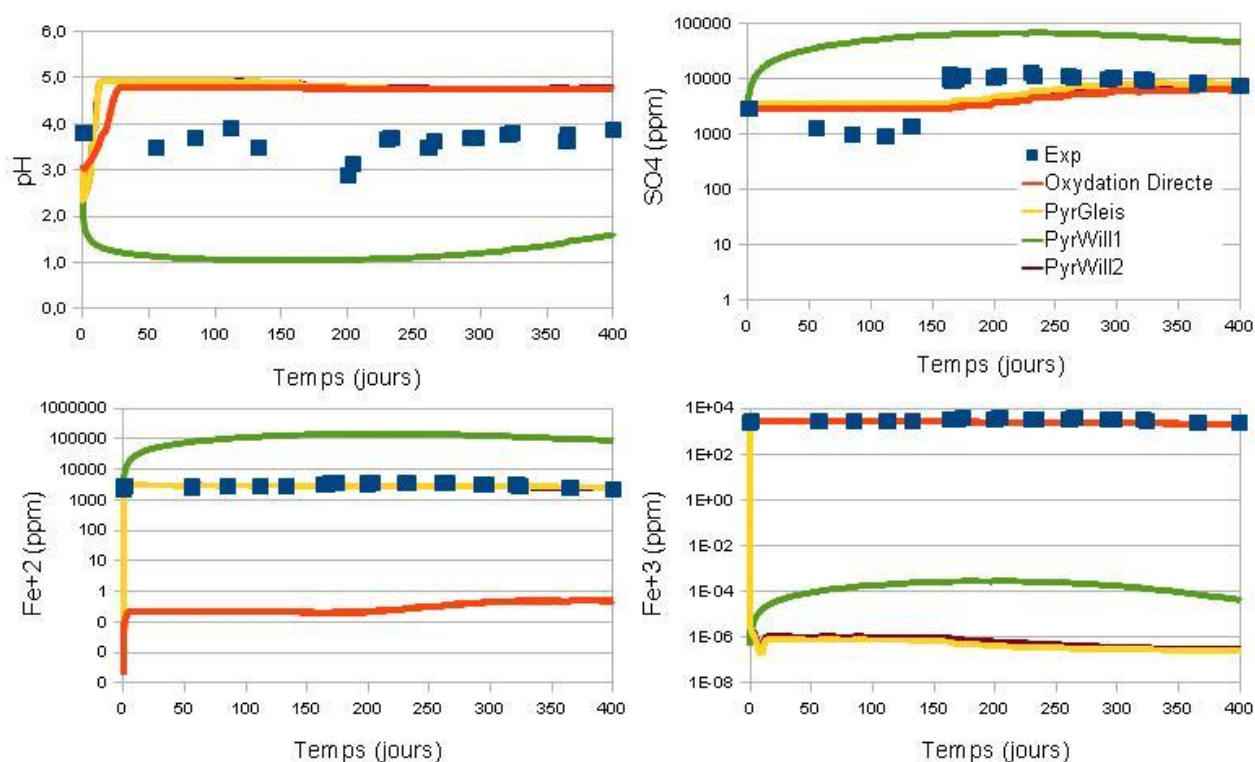 pH
6,0
5,0
4,0
3,0
2,0
1,0
0,0
0 50 100 150 200 250 300 350 400
Temps (jours)
SO4 (ppm)
100000
10000
1000
100
10
1
Exp
Oxydation Directe
PyrGleis
PyrWill1
PyrWill2
0 50 100 150 200 250 300 350 400
Temps (jours)
Fe+2 (ppm)
1000000
100000
10000
1000
100
10
1
0
0
0
0 50 100 150 200 250 300 350 400
Temps (jours)
Fe+3 (ppm)
1E+04
1E+02
1E+00
1E-02
1E-04
1E-06
1E-08
0 50 100 150 200 250 300 350 400
Temps (jours)